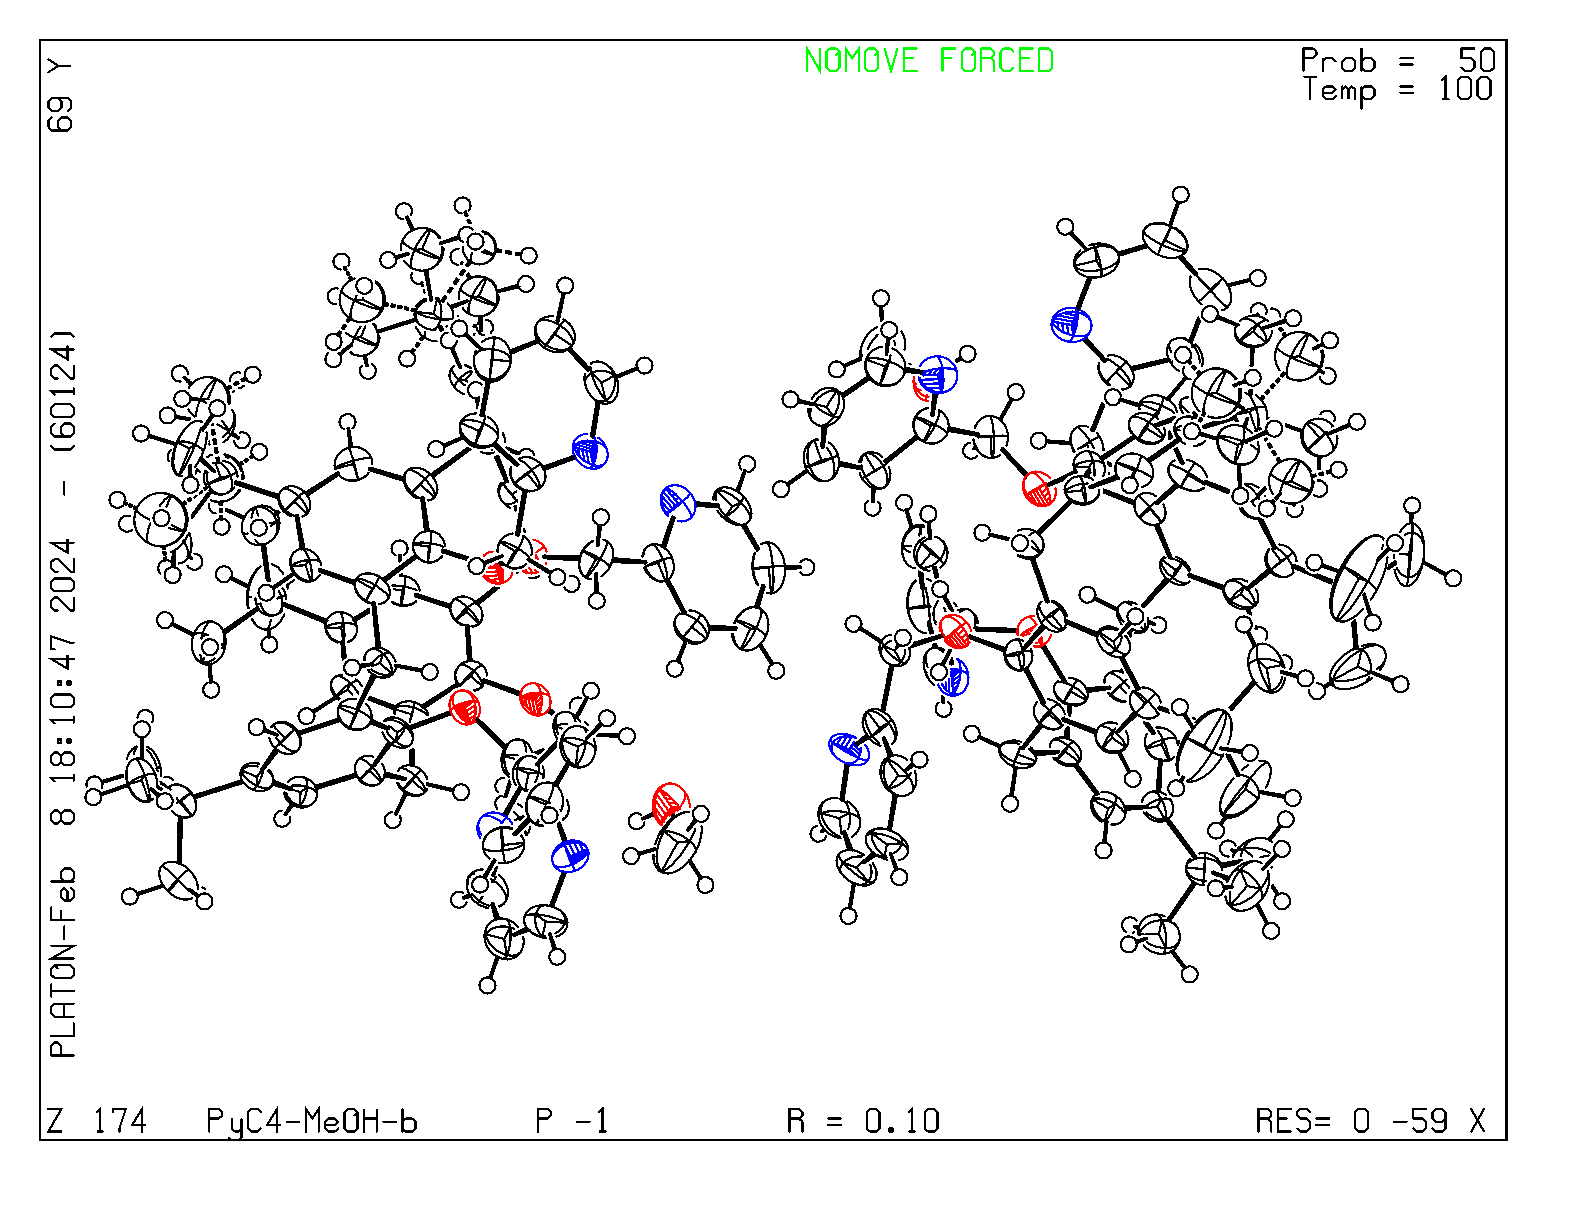 NOMOVE FORCED
Prob = 50
Temp = 100
PLATON-Feb 8 18:10:47 2024 - (60124) 69 Y
Z 174 PyC4-MeOH-b P -1 R = 0.10 RES= 0 -59 X